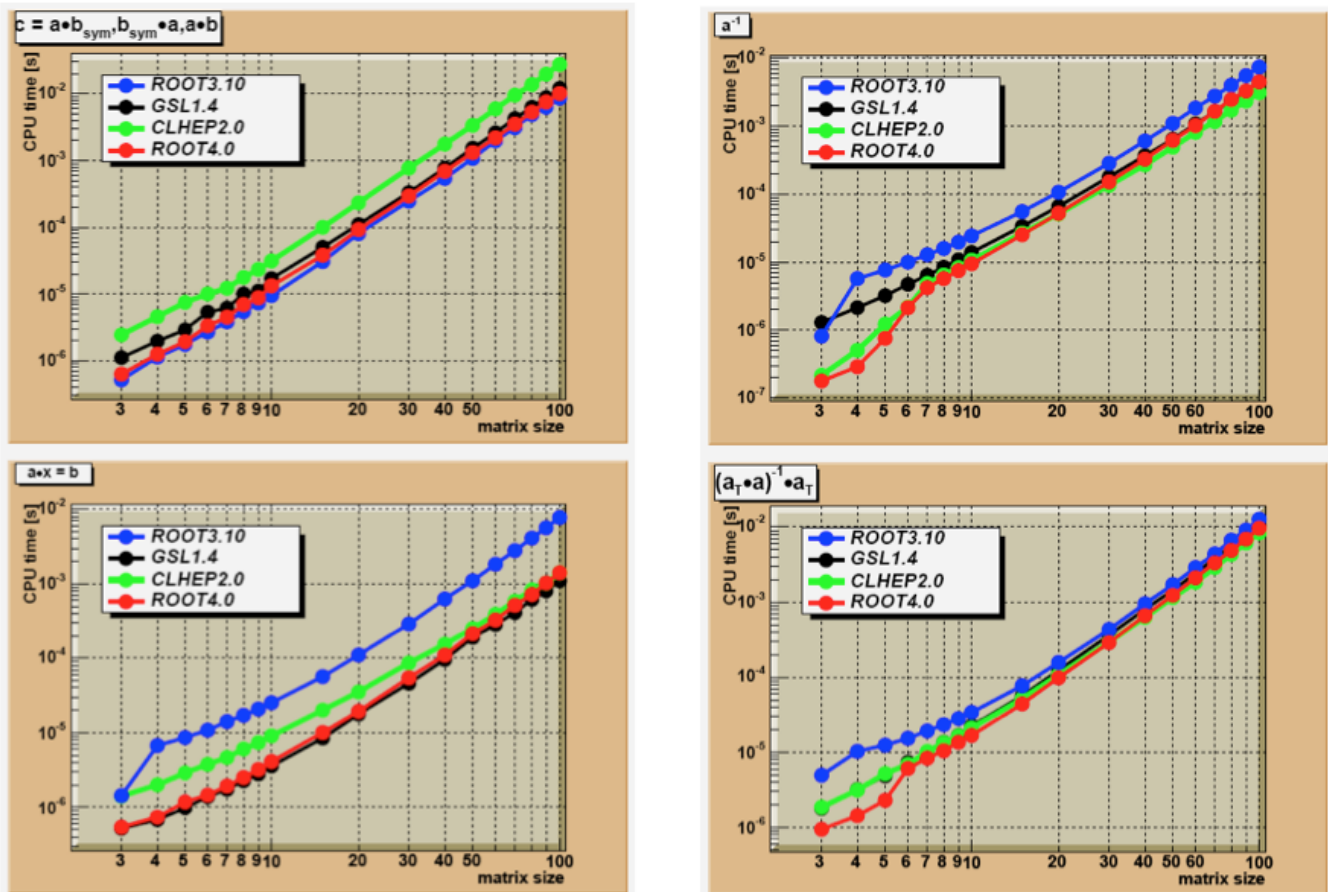 c = a•b_sym,b_sym•a,a•b
CPU time [s]
10^-2
10^-3
10^-4
10^-5
10^-6
ROOT3.10
GSL1.4
CLHEP2.0
ROOT4.0
3 4 5 6 7 8 9 10 20 30 40 50 100
matrix size
a^-1
CPU time [s]
10^-2
10^-3
10^-4
10^-5
10^-6
10^-7
ROOT3.10
GSL1.4
CLHEP2.0
ROOT4.0
3 4 5 6 7 8 9 10 20 30 40 50 60 100
matrix size
a•x = b
CPU time [s]
10^-2
10^-3
10^-4
10^-5
10^-6
ROOT3.10
GSL1.4
CLHEP2.0
ROOT4.0
3 4 5 6 7 8 9 10 20 30 40 50 100
matrix size
(a_T•a)^-1•a_T
CPU time [s]
10^-2
10^-3
10^-4
10^-5
10^-6
ROOT3.10
GSL1.4
CLHEP2.0
ROOT4.0
3 4 5 6 7 8 9 10 20 30 40 50 60 100
matrix size